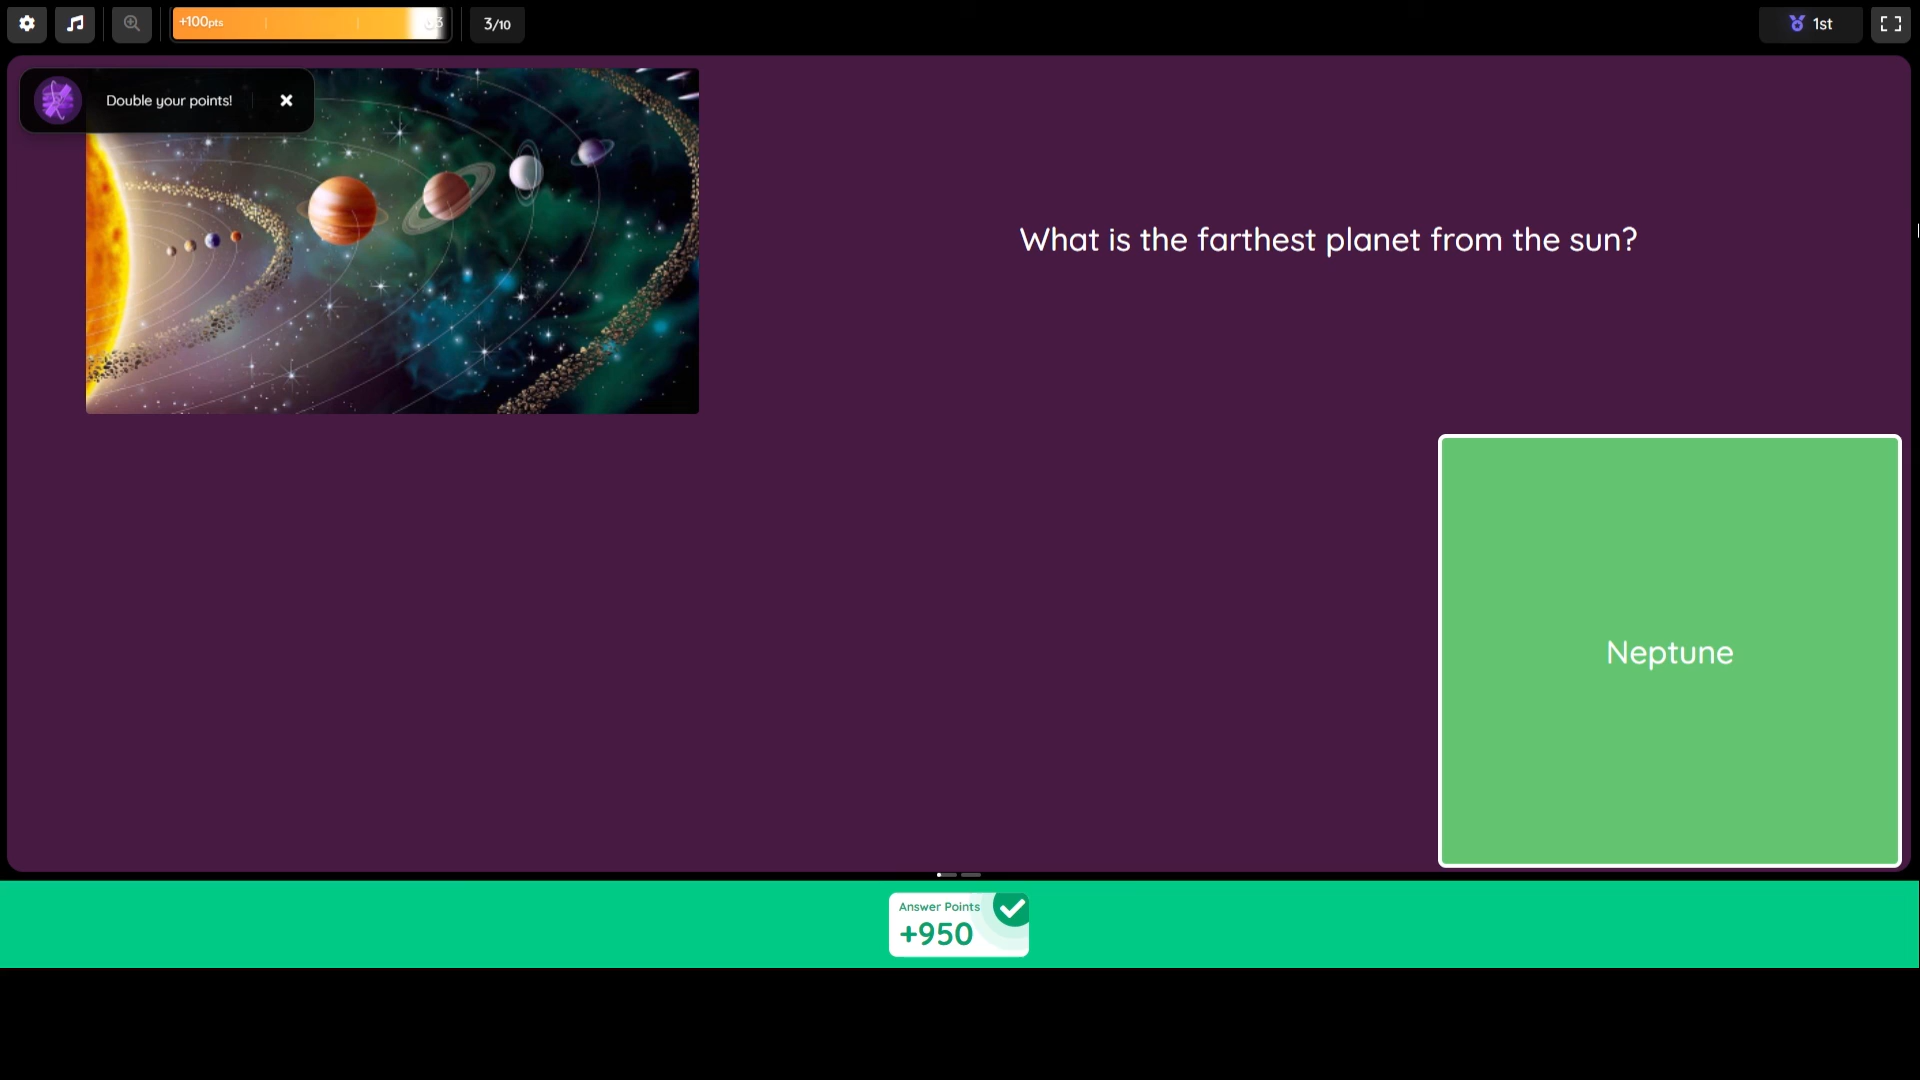 +100pts
3/10
1st
Double your points!
What is the farthest planet from the sun?
Neptune
Answer Points
+950